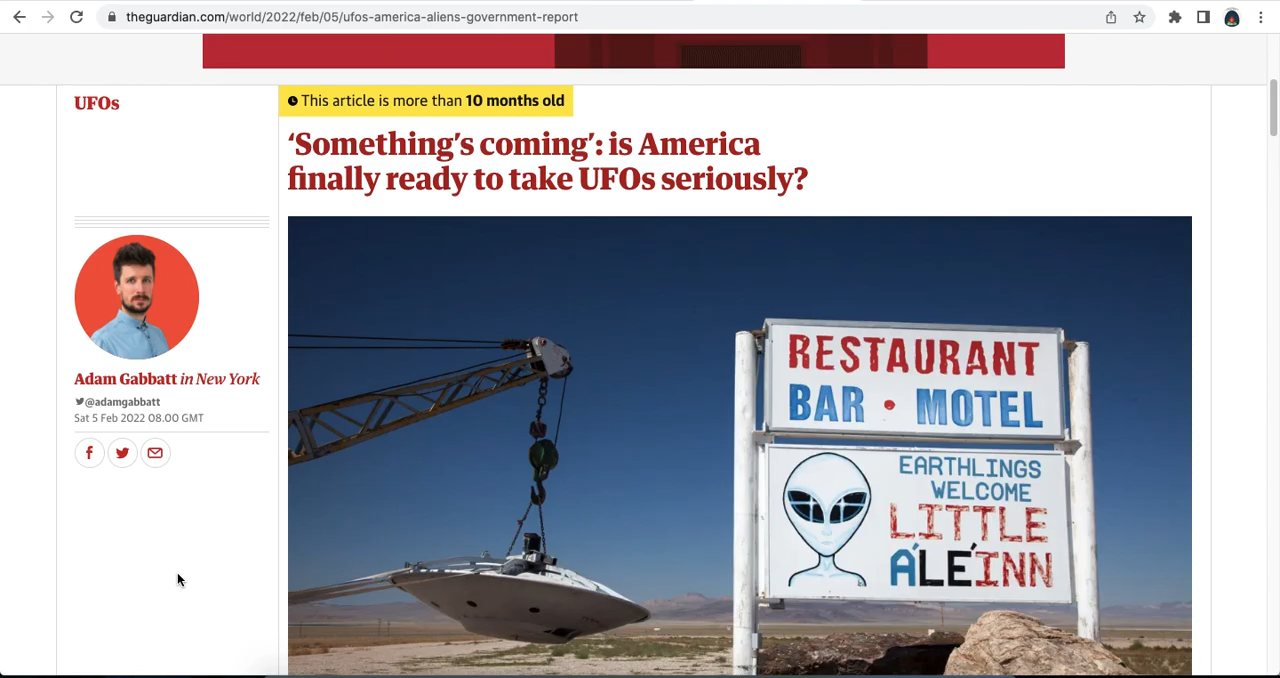 theguardian.com/world/2022/feb/05/ufos-america-aliens-government-report
UFOs
This article is more than 10 months old
‘Something’s coming’: is America
finally ready to take UFOs seriously?
Adam Gabbatt in New York
@adamgabbatt
Sat 5 Feb 2022 08.00 GMT
RESTAURANT
BAR • MOTEL
EARTHLINGS
WELCOME
LITTLE
A'LE'INN